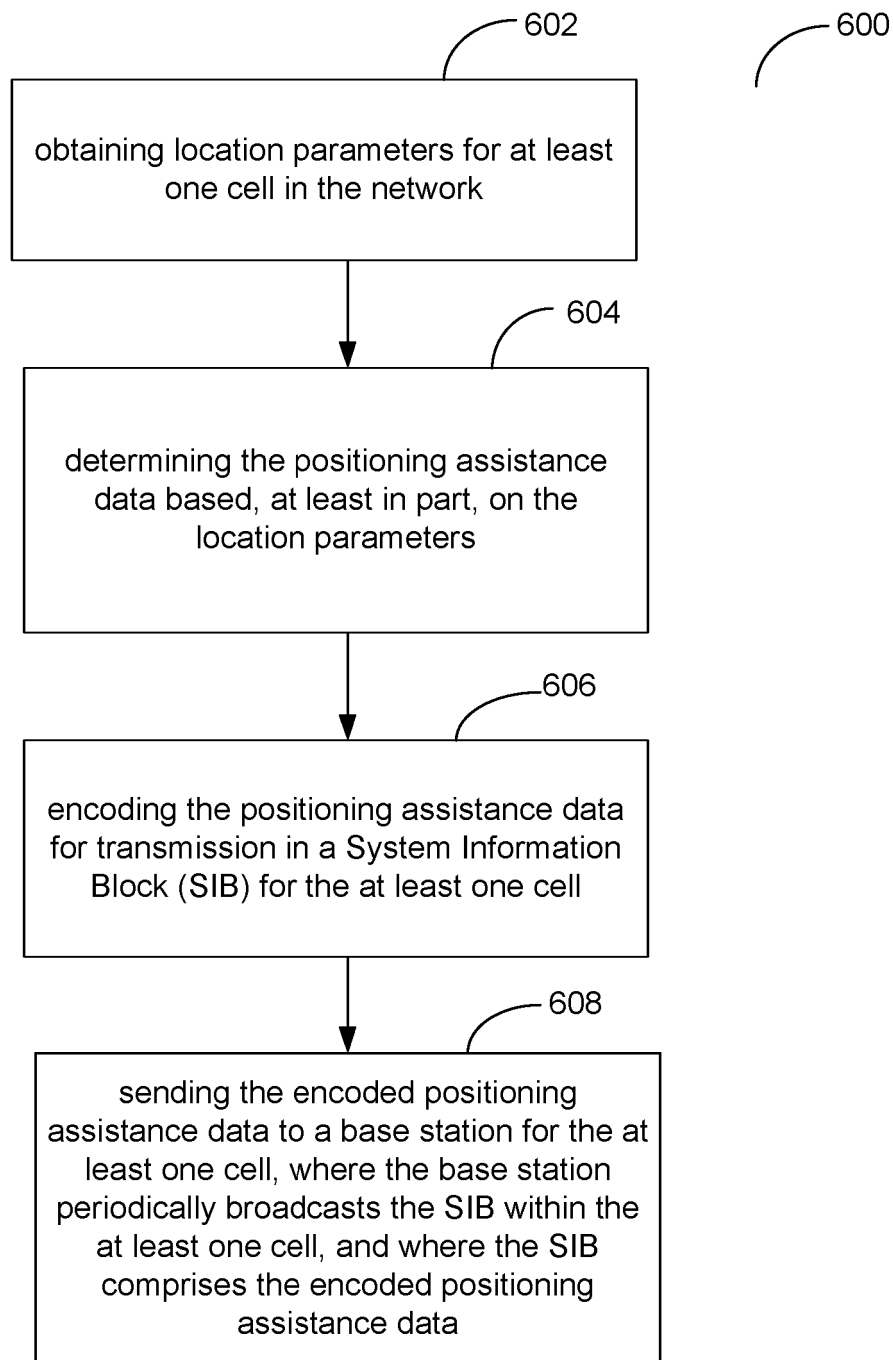 602
600
obtaining location parameters for at least
one cell in the network
604
determining the positioning assistance
data based, at least in part, on the
location parameters
606
encoding the positioning assistance data
for transmission in a System Information
Block (SIB) for the at least one cell
608
sending the encoded positioning
assistance data to a base station for the at
least one cell, where the base station
periodically broadcasts the SIB within the
at least one cell, and where the SIB
comprises the encoded positioning
assistance data